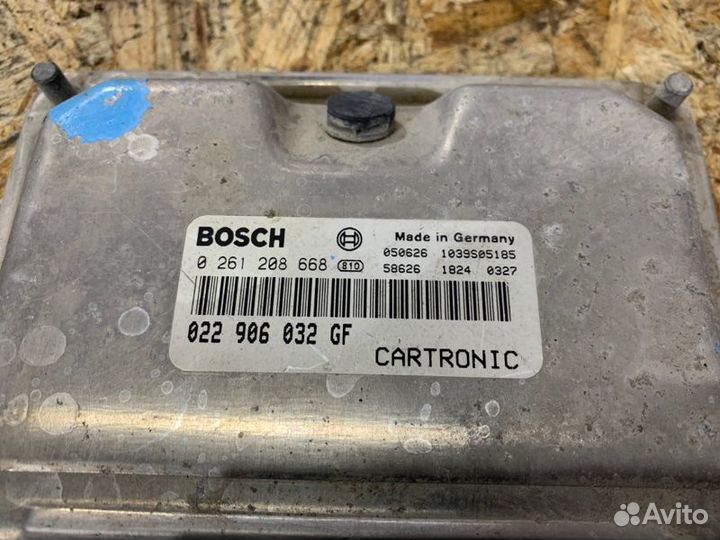 BOSCH
Made in Germany
0 261 208 668 810
050626 1039S05185
58626 1824 0327
022 906 032 GF
CARTRONIC
Avito